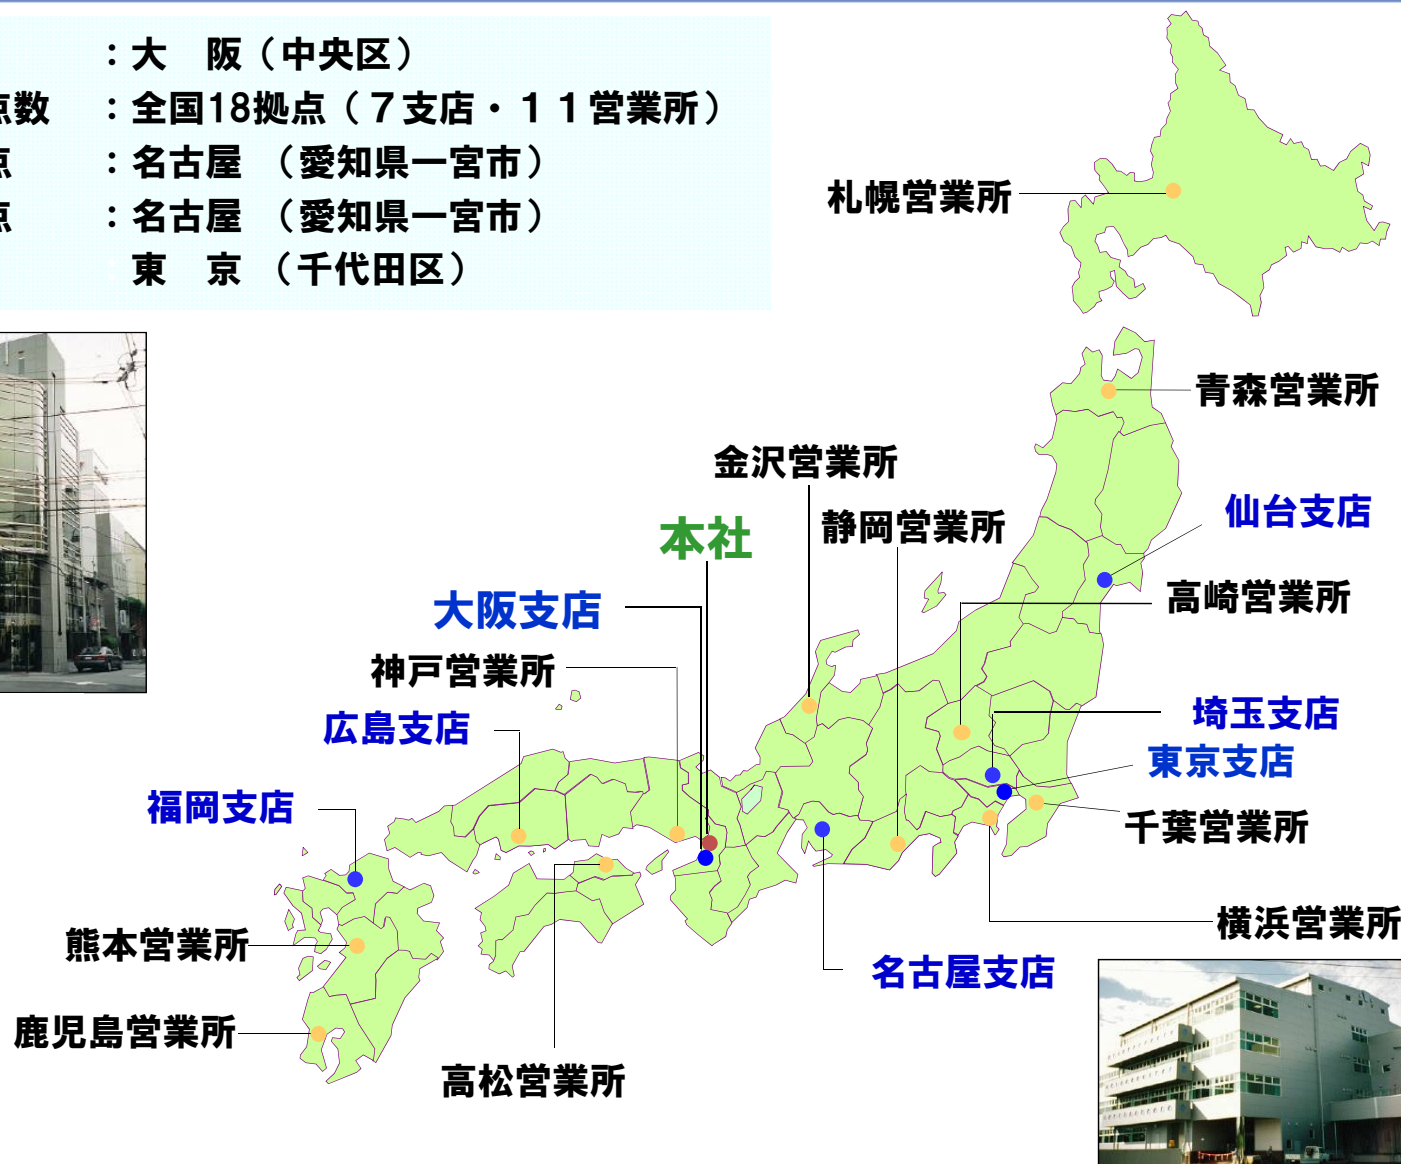 ：大　阪（中央区）
点数　：全国18拠点（７支店・１１営業所）
点　：名古屋　（愛知県一宮市）
点　：名古屋　（愛知県一宮市）
東　京　（千代田区）
札幌営業所
青森営業所
金沢営業所
仙台支店
静岡営業所
本社
高崎営業所
大阪支店
神戸営業所
埼玉支店
広島支店
東京支店
福岡支店
千葉営業所
横浜営業所
熊本営業所
名古屋支店
鹿児島営業所
高松営業所